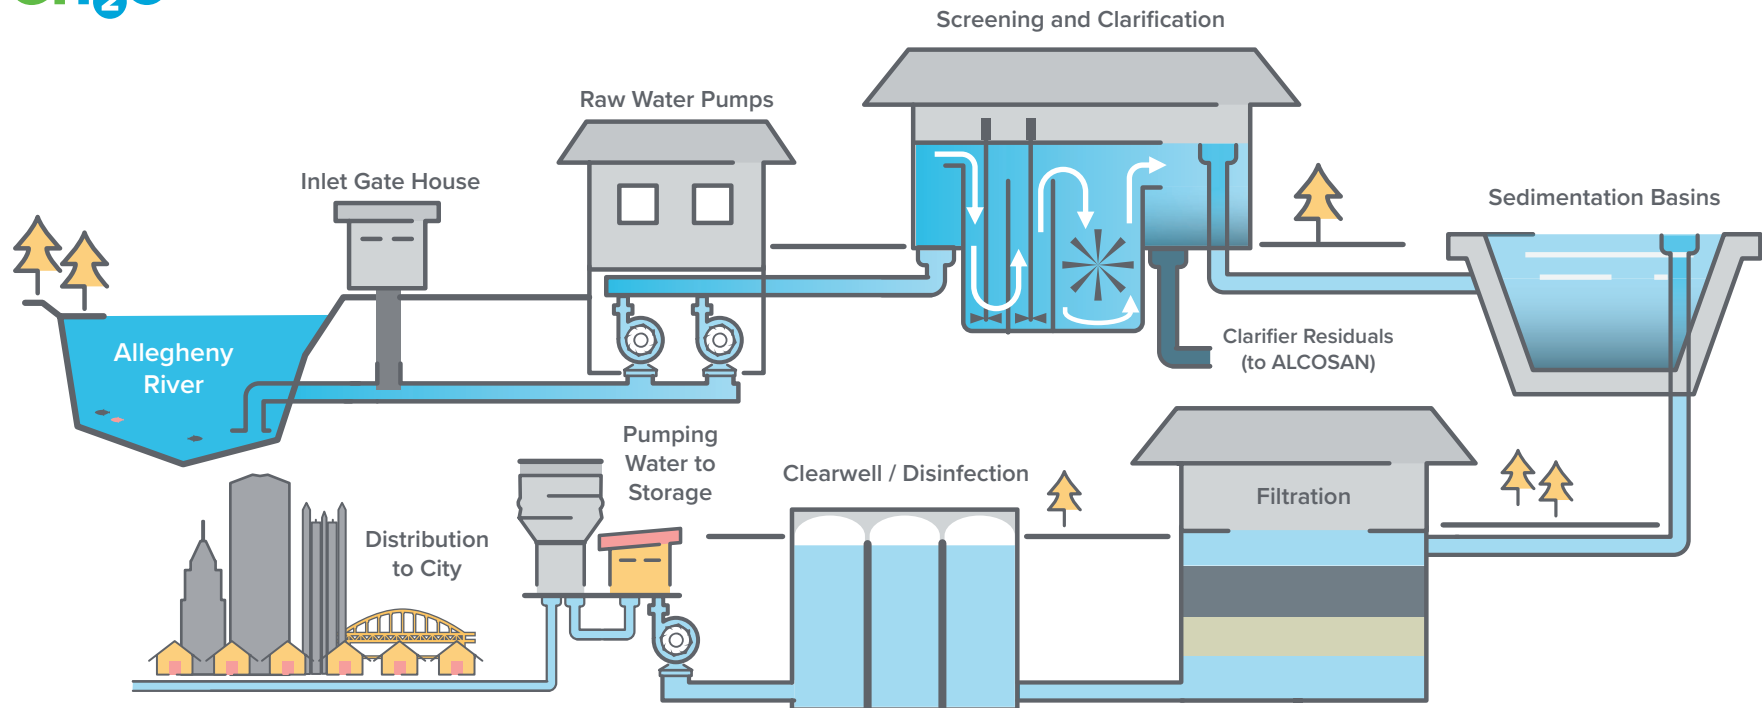 Screening and Clarification
Raw Water Pumps
Inlet Gate House
Sedimentation Basins
Allegheny
River
Clarifier Residuals
(to ALCOSAN)
Pumping
Water to
Storage
Clearwell / Disinfection
Filtration
Distribution
to City